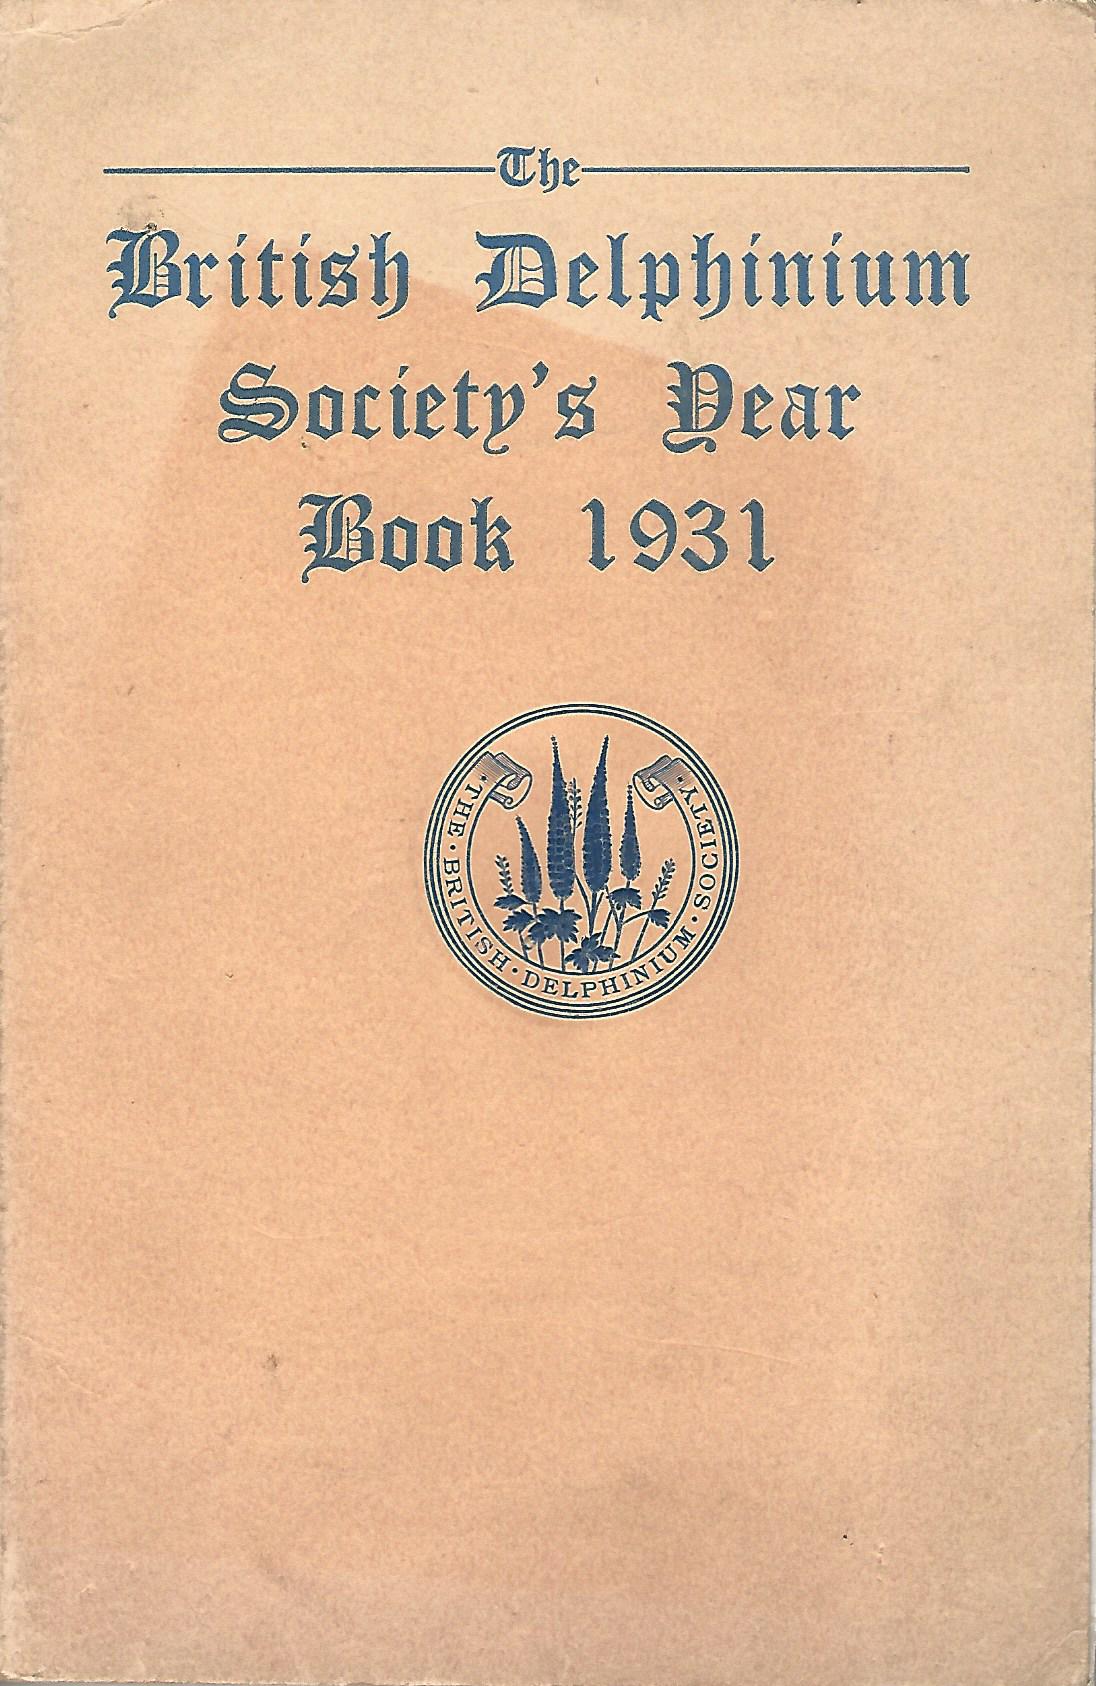 The
British Delphinium
Society's Year
Book 1931
· THE · BRITISH · DELPHINIUM · SOCIETY ·